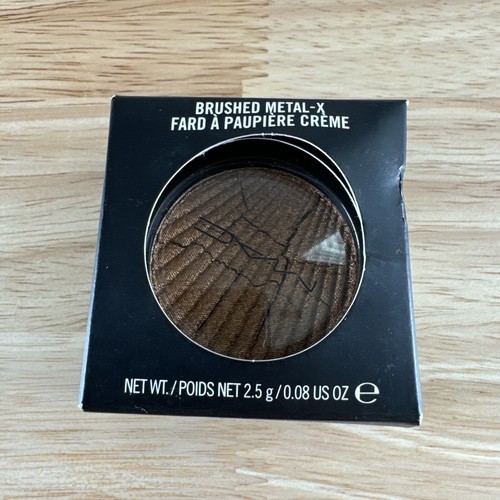 BRUSHED METAL-X
FARD À PAUPIÈRE CRÈME
NET WT./POIDS NET 2.5 g/0.08 US OZ ℮